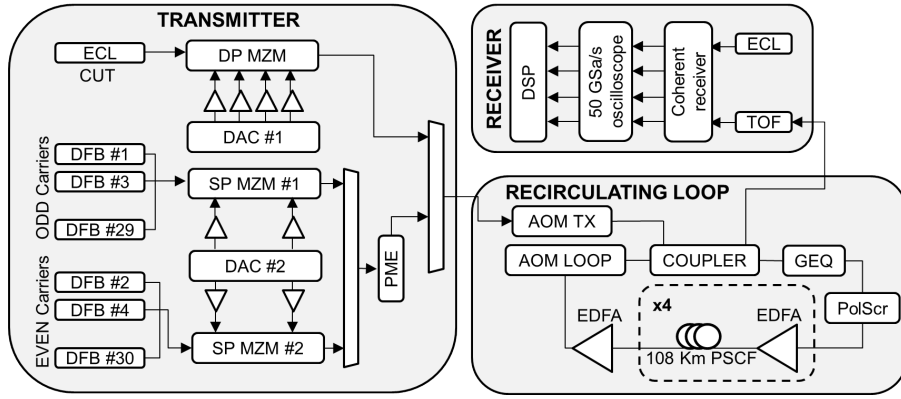 TRANSMITTER
ECL
CUT
DP MZM
DAC #1
ODD Carriers
DFB #1
DFB #3
DFB #29
SP MZM #1
DAC #2
EVEN Carriers
DFB #2
DFB #4
DFB #30
SP MZM #2
PME
RECEIVER
DSP
50 GSa/s
oscilloscope
Coherent
receiver
ECL
TOF
RECIRCULATING LOOP
AOM TX
AOM LOOP
COUPLER
GEQ
PolScr
x4
EDFA
EDFA
108 Km PSCF